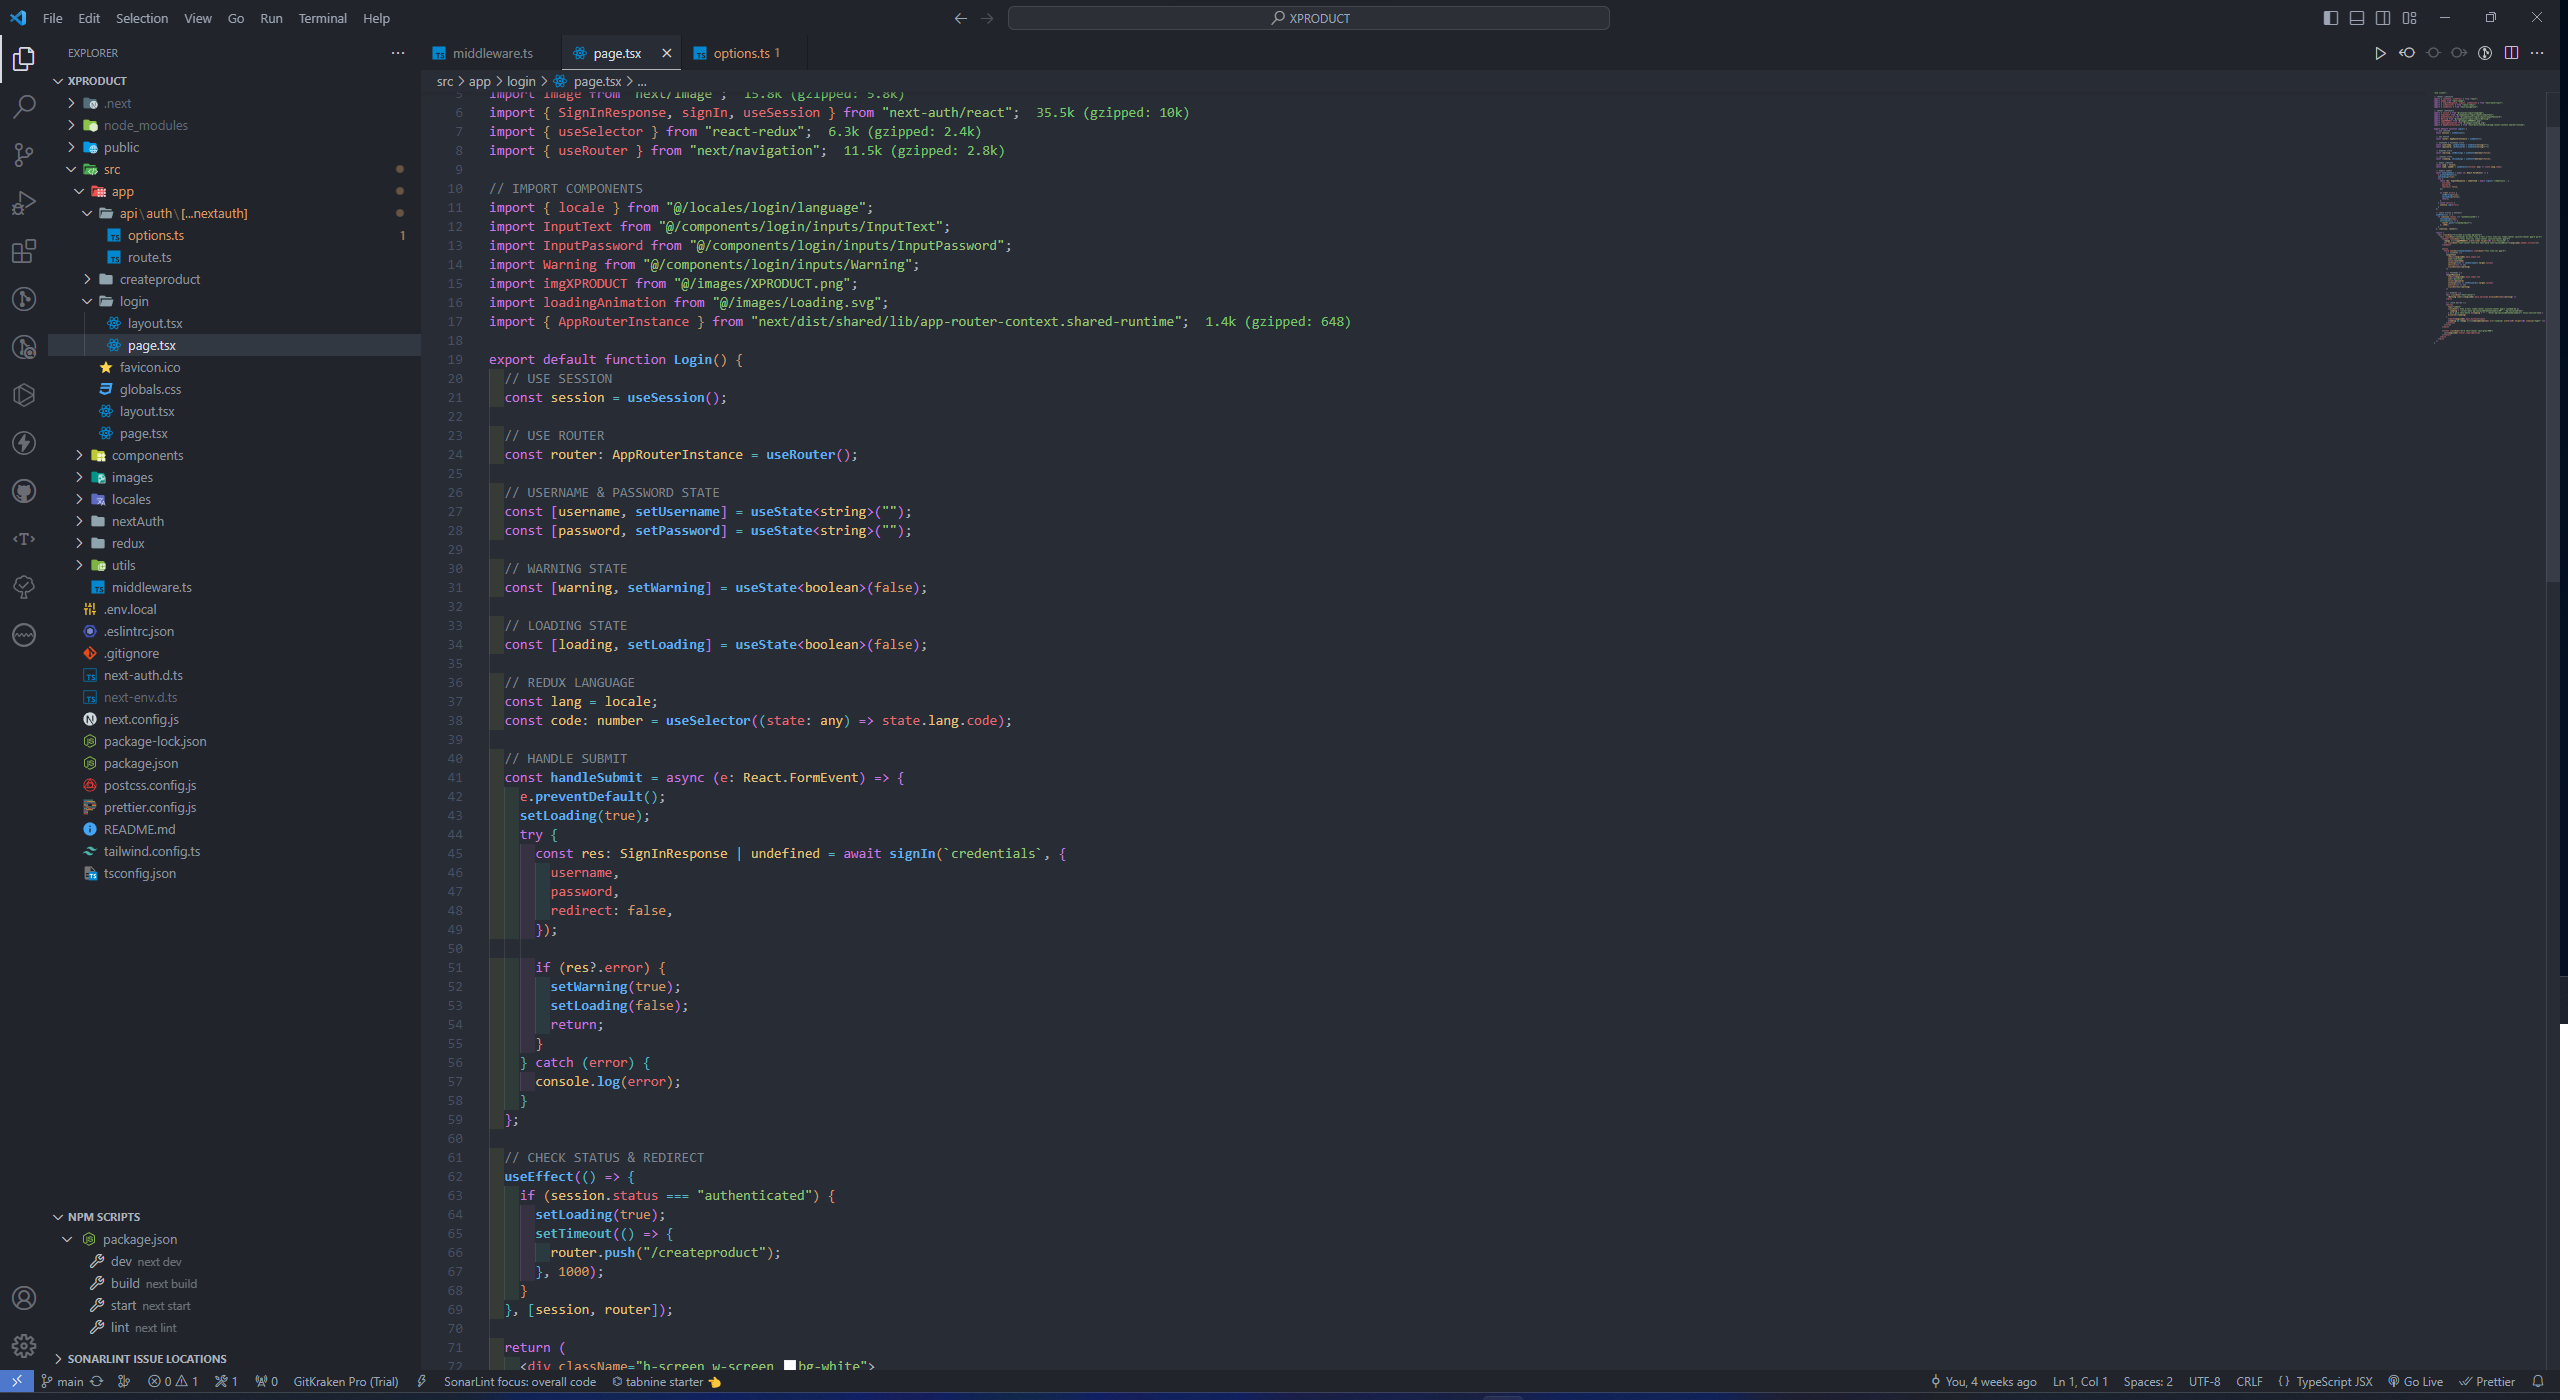 File Edit Selection View Go Run Terminal Help
XPRODUCT
EXPLORER
XPRODUCT
.next
node_modules
public
src
app
api\auth\[...nextauth]
options.ts 1
route.ts
createproduct
login
layout.tsx
page.tsx
favicon.ico
globals.css
layout.tsx
page.tsx
components
images
locales
nextAuth
redux
utils
middleware.ts
.env.local
.eslintrc.json
.gitignore
next-auth.d.ts
next-env.d.ts
next.config.js
package-lock.json
package.json
postcss.config.js
prettier.config.js
README.md
tailwind.config.ts
tsconfig.json
NPM SCRIPTS
package.json
dev next dev
build next build
start next start
lint next lint
SONARLINT ISSUE LOCATIONS
middleware.ts page.tsx options.ts 1
src > app > login > page.tsx > ...
5 import Image from "next/image"; 15.8k (gzipped: 5.8k)
6 import { SignInResponse, signIn, useSession } from "next-auth/react"; 35.5k (gzipped: 10k)
7 import { useSelector } from "react-redux"; 6.3k (gzipped: 2.4k)
8 import { useRouter } from "next/navigation"; 11.5k (gzipped: 2.8k)
9
10 // IMPORT COMPONENTS
11 import { locale } from "@/locales/login/language";
12 import InputText from "@/components/login/inputs/InputText";
13 import InputPassword from "@/components/login/inputs/InputPassword";
14 import Warning from "@/components/login/inputs/Warning";
15 import imgXPRODUCT from "@/images/XPRODUCT.png";
16 import loadingAnimation from "@/images/Loading.svg";
17 import { AppRouterInstance } from "next/dist/shared/lib/app-router-context.shared-runtime"; 1.4k (gzipped: 648)
18
19 export default function Login() {
20 // USE SESSION
21 const session = useSession();
22
23 // USE ROUTER
24 const router: AppRouterInstance = useRouter();
25
26 // USERNAME & PASSWORD STATE
27 const [username, setUsername] = useState<string>("");
28 const [password, setPassword] = useState<string>("");
29
30 // WARNING STATE
31 const [warning, setWarning] = useState<boolean>(false);
32
33 // LOADING STATE
34 const [loading, setLoading] = useState<boolean>(false);
35
36 // REDUX LANGUAGE
37 const lang = locale;
38 const code: number = useSelector((state: any) => state.lang.code);
39
40 // HANDLE SUBMIT
41 const handleSubmit = async (e: React.FormEvent) => {
42 e.preventDefault();
43 setLoading(true);
44 try {
45 const res: SignInResponse | undefined = await signIn(`credentials`, {
46 username,
47 password,
48 redirect: false,
49 });
50
51 if (res?.error) {
52 setWarning(true);
53 setLoading(false);
54 return;
55 }
56 } catch (error) {
57 console.log(error);
58 }
59 };
60
61 // CHECK STATUS & REDIRECT
62 useEffect(() => {
63 if (session.status === "authenticated") {
64 setLoading(true);
65 setTimeout(() => {
66 router.push("/createproduct");
67 }, 1000);
68 }
69 }, [session, router]);
70
71 return (
72 <div className="h-screen w-screen bg-white">
main 0 1 1 0 GitKraken Pro (Trial) SonarLint focus: overall code tabnine starter You, 4 weeks ago Ln 1, Col 1 Spaces: 2 UTF-8 CRLF {} TypeScript JSX Go Live Prettier